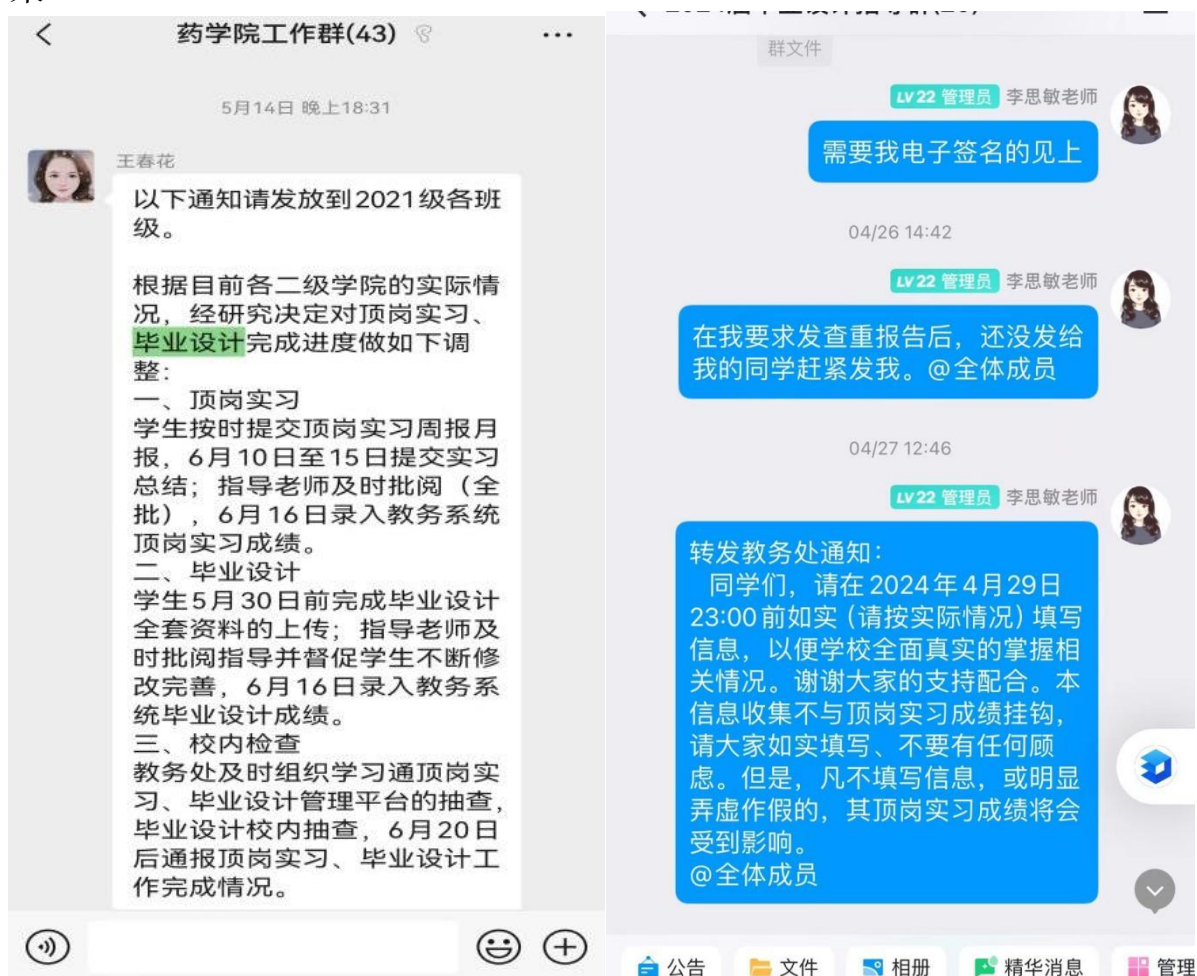 药学院工作群(43)
5月14日 晚上18:31
王春花
以下通知请发放到2021级各班
级。
根据目前各二级学院的实际情
况，经研究决定对顶岗实习、
毕业设计完成进度做如下调
整：
一、顶岗实习
学生按时提交顶岗实习周报月
报，6月10日至15日提交实习
总结；指导老师及时批阅（全
批），6月16日录入教务系统
顶岗实习成绩。
二、毕业设计
学生5月30日前完成毕业设计
全套资料的上传；指导老师及
时批阅指导并督促学生不断修
改完善，6月16日录入教务系
统毕业设计成绩。
三、校内检查
教务处及时组织学习通顶岗实
习、毕业设计管理平台的抽查，
毕业设计校内抽查，6月20日
后通报顶岗实习、毕业设计工
作完成情况。
群文件
LV22 管理员 李思敏老师
需要我电子签名的见上
04/26 14:42
LV22 管理员 李思敏老师
在我要求发查重报告后，还没发给
我的同学赶紧发我。@全体成员
04/27 12:46
LV22 管理员 李思敏老师
转发教务处通知：
同学们，请在2024年4月29日
23:00前如实（请按实际情况）填写
信息，以便学校全面真实的掌握相
关情况。谢谢大家的支持配合。本
信息收集不与顶岗实习成绩挂钩，
请大家如实填写、不要有任何顾
虑。但是，凡不填写信息，或明显
弄虚作假的，其顶岗实习成绩将会
受到影响。
@全体成员
公告 文件 相册 精华消息 管理